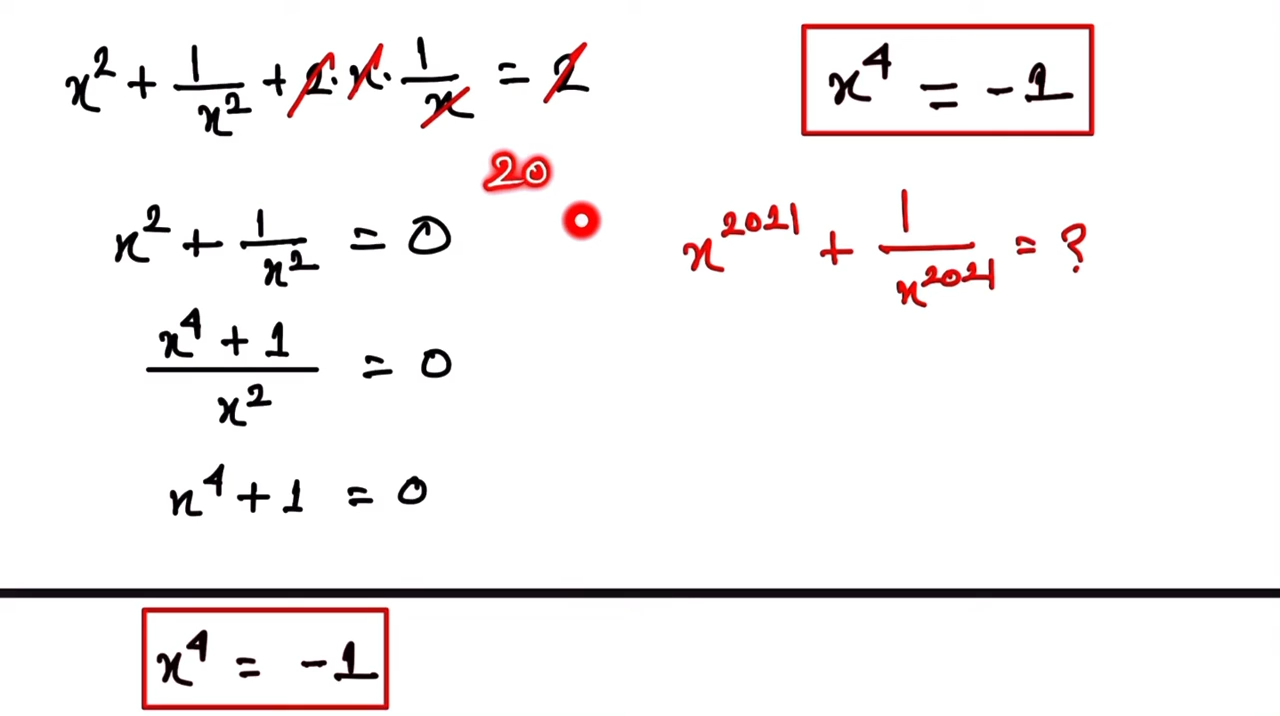 x² + 1/x² + 2·x·1/x = 2
x² + 1/x² = 0
(x⁴ + 1)/x² = 0
x⁴ + 1 = 0
x⁴ = -1
20
x⁴ = -1
x²⁰²¹ + 1/x²⁰²¹ = ?